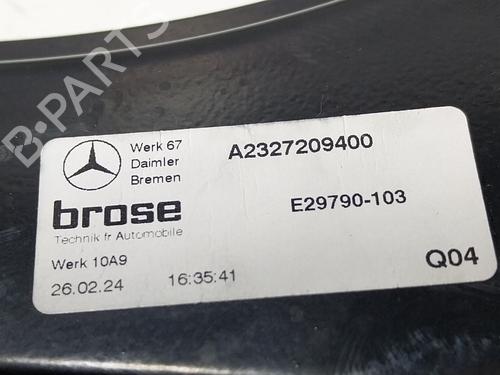 Werk 67
Daimler
Bremen
A2327209400
brose
Technik fr Automobile
E29790-103
Werk 10A9
26.02.24 16:35:41
Q04
B-PARTS